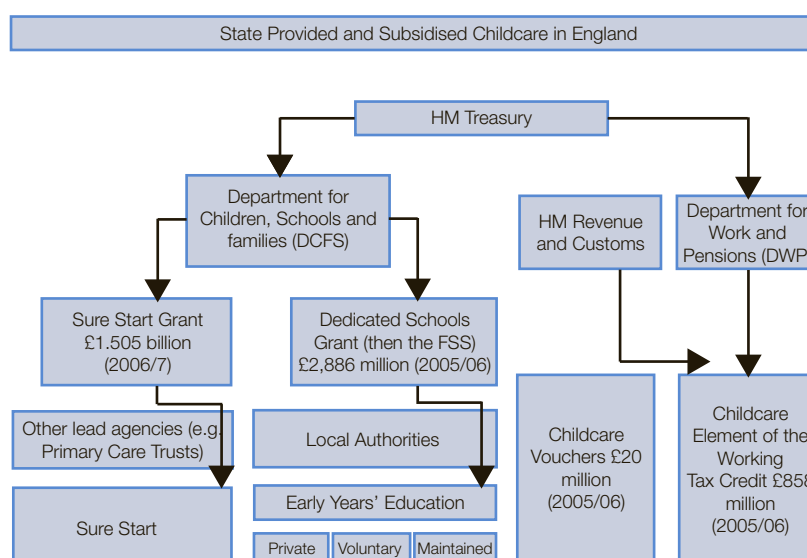 State Provided and Subsidised Childcare in England
HM Treasury
Department for
Children, Schools and
families (DCFS)
HM Revenue
and Customs
Department for
Work and
Pensions (DWP
Sure Start Grant
£1.505 billion
(2006/7)
Dedicated Schools
Grant (then the FSS)
£2,886 million (2005/06)
Other lead agencies (e.g.
Primary Care Trusts)
Local Authorities
Childcare
Vouchers £20
million
(2005/06)
Childcare
Element of the
Working
Tax Credit £858
million
(2005/06)
Sure Start
Early Years' Education
Private
Voluntary
Maintained